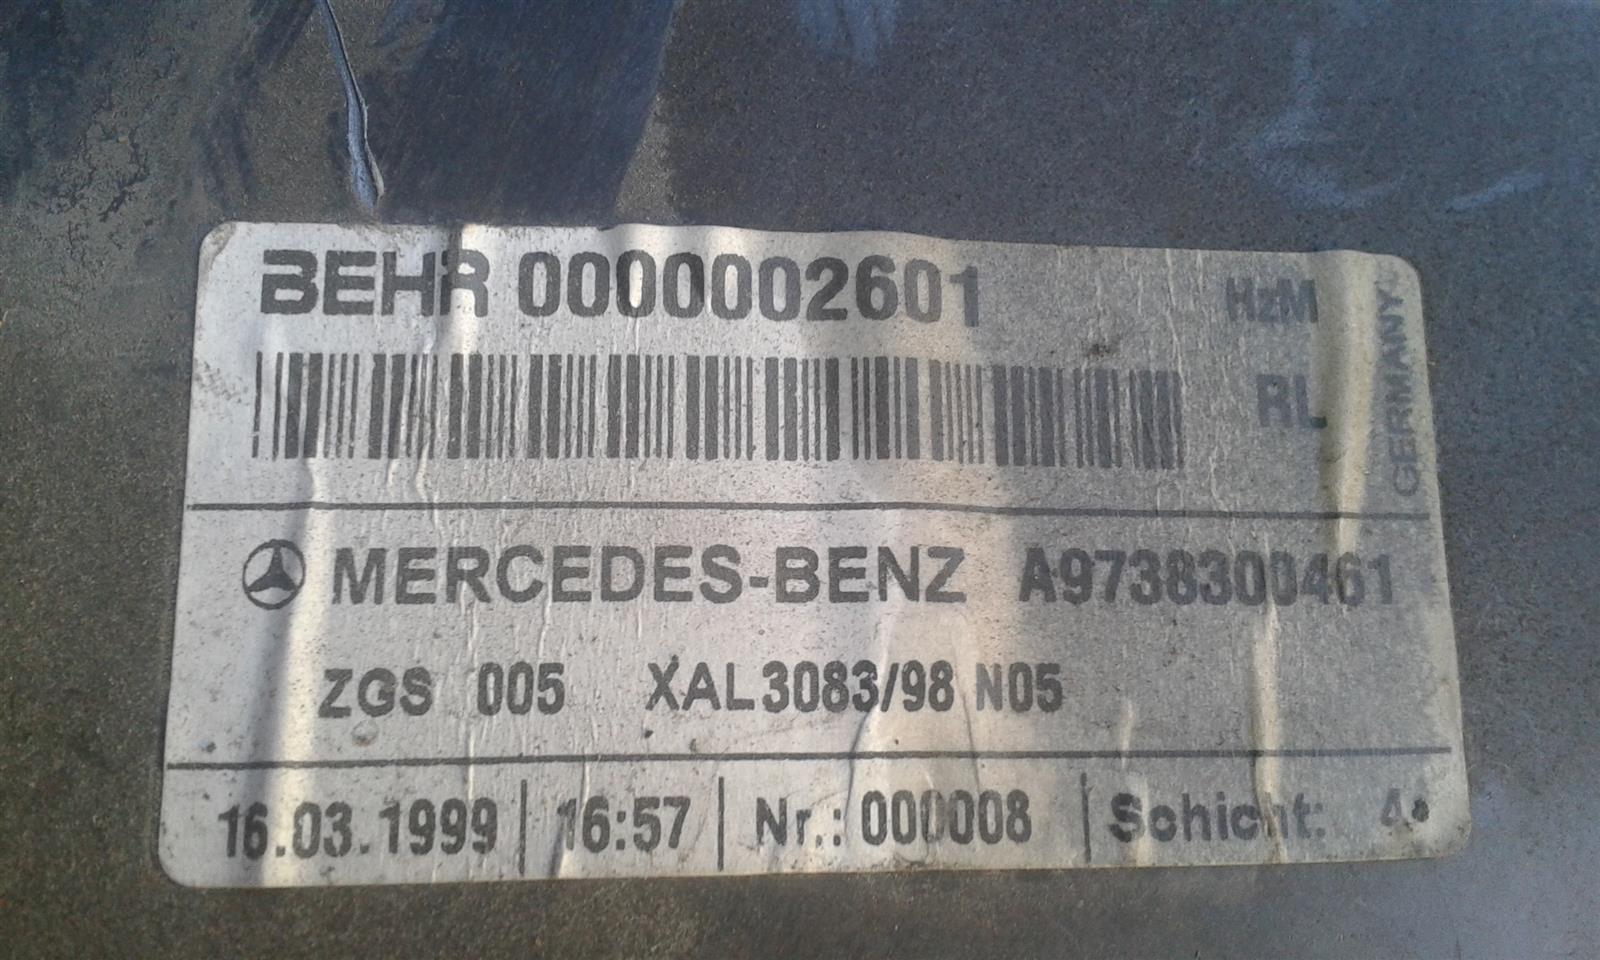 BEHR 0000002601 HzM
RL
GERMANY
MERCEDES-BENZ A9738300461
ZGS 005 XAL3083/98 N05
16.03.1999 | 16:57 | Nr.: 000008 | Schicht: 4